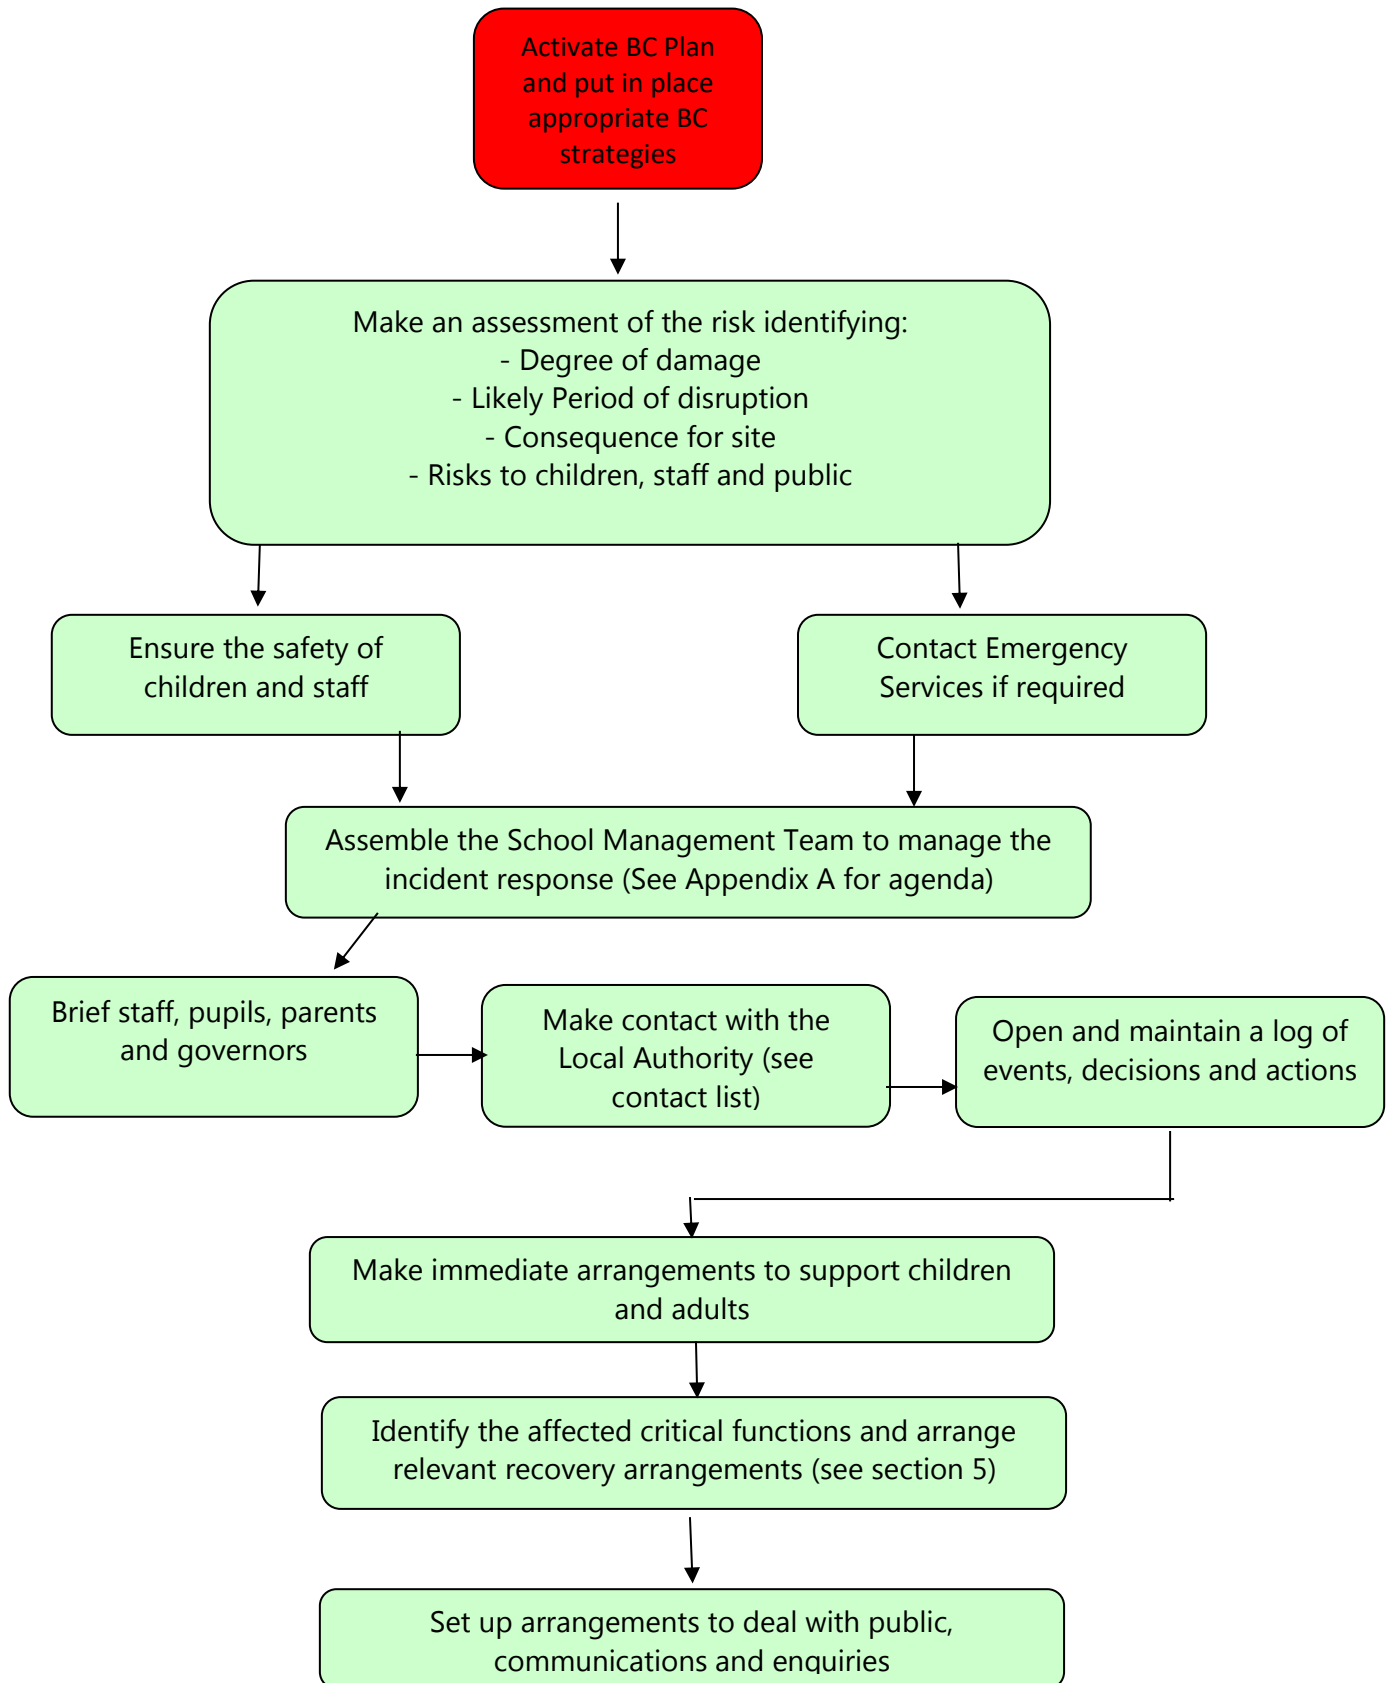 Activate BC Plan
and put in place
appropriate BC
strategies
Make an assessment of the risk identifying:
- Degree of damage
- Likely Period of disruption
- Consequence for site
- Risks to children, staff and public
Ensure the safety of
children and staff
Contact Emergency
Services if required
Assemble the School Management Team to manage the
incident response (See Appendix A for agenda)
Brief staff, pupils, parents
and governors
Make contact with the
Local Authority (see
contact list)
Open and maintain a log of
events, decisions and actions
Make immediate arrangements to support children
and adults
Identify the affected critical functions and arrange
relevant recovery arrangements (see section 5)
Set up arrangements to deal with public,
communications and enquiries